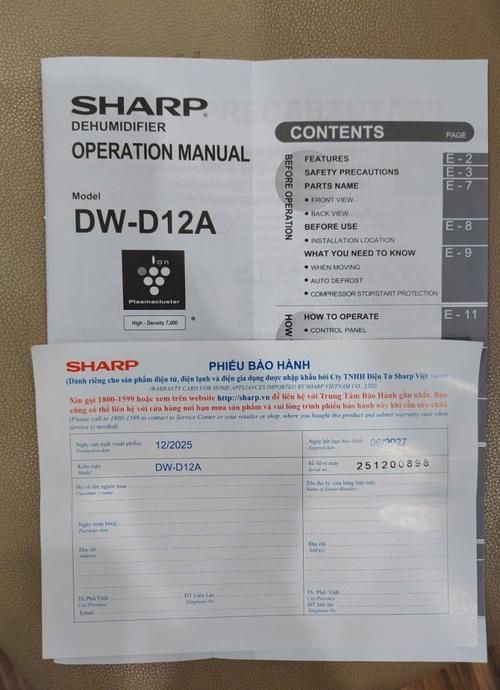 SHARP®
DEHUMIDIFIER
OPERATION MANUAL
Model
DW-D12A
Ion
Plasmacluster
High - Density 7,000
*
CONTENTS PAGE
BEFORE OPERATION
FEATURES E - 2
SAFETY PRECAUTIONS E - 3
PARTS NAME E - 7
• FRONT VIEW
• BACK VIEW
BEFORE USE E - 8
• INSTALLATION LOCATION
WHAT YOU NEED TO KNOW E - 9
• WHEN MOVING
• AUTO DEFROST
• COMPRESSOR STOP/START PROTECTION
HOW
HOW TO OPERATE E - 11
• CONTROL PANEL
SHARP PHIẾU BẢO HÀNH
(Dành riêng cho sản phẩm điện tử, điện lạnh và điện gia dụng được nhập khẩu bởi Cty TNHH Điện Tử Sharp Việt Nam)
(WARRANTY CARD FOR HOME APPLIANCES IMPORTED BY SHARP VIETNAM CO., LTD)
Xin gọi 1800-1599 hoặc xem trên website http://sharp.vn để liên hệ với Trung Tâm Bảo Hành gần nhất. Bạn
cũng có thể liên hệ với cửa hàng nơi bạn mua sản phẩm và vui lòng trình phiếu bảo hành này khi cần sửa chữa
(Please call to 1800-1599 to contact to Service Center or your retailer or shop, where you bought this product and submit warranty card when
service is needed)
Ngày sản xuất (xuất phiếu) 12/2025 Ngày hết hạn bảo hành 06/2027
Production date Expired date
Kiểu máy DW-D12A Số Sê-ri máy 251200898
Model Serial no.
Họ và tên người mua Tên đại lý/ cửa hàng bán máy
Customer's name Name of Dealer/Retailer
Ngày mua hàng
Purchase date
Địa chỉ Địa chỉ
Address Address
Th.Phố/Tỉnh ĐT Liên Lạc Th. Phố/ Tỉnh
City/Province Telephone No City/Province
Email ĐT liên lạc
Telephone No